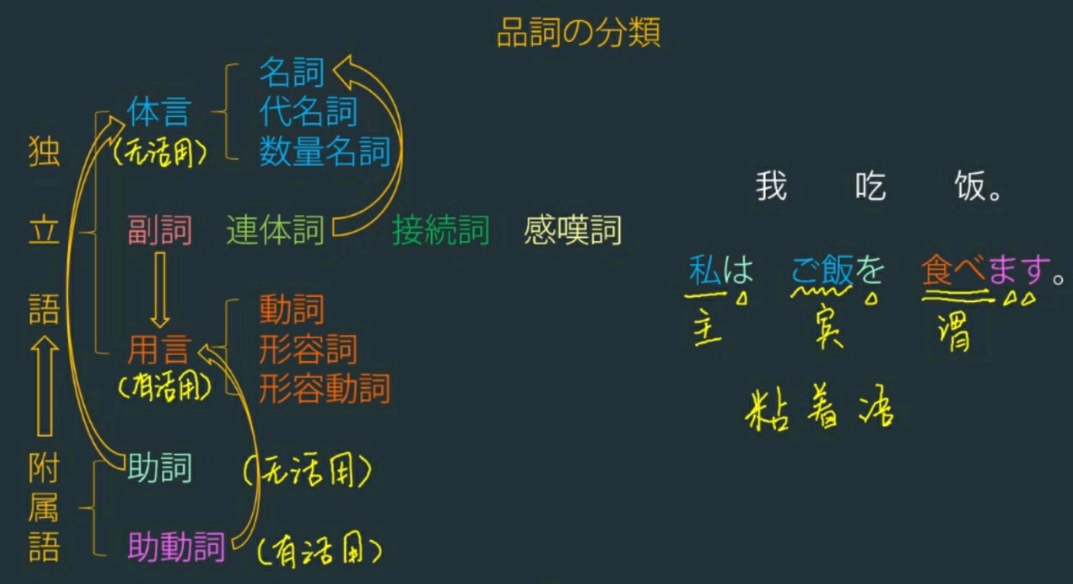 品詞の分類
名詞
体言
代名詞
(无活用)
数量名詞
独立語
副詞 連体詞 接続詞 感嘆詞
動詞
用言
形容詞
(有活用)
形容動詞
附属語
助詞 (无活用)
助動詞 (有活用)
我 吃 饭。
私は ご飯を 食べます。
主 宾 谓
粘着语